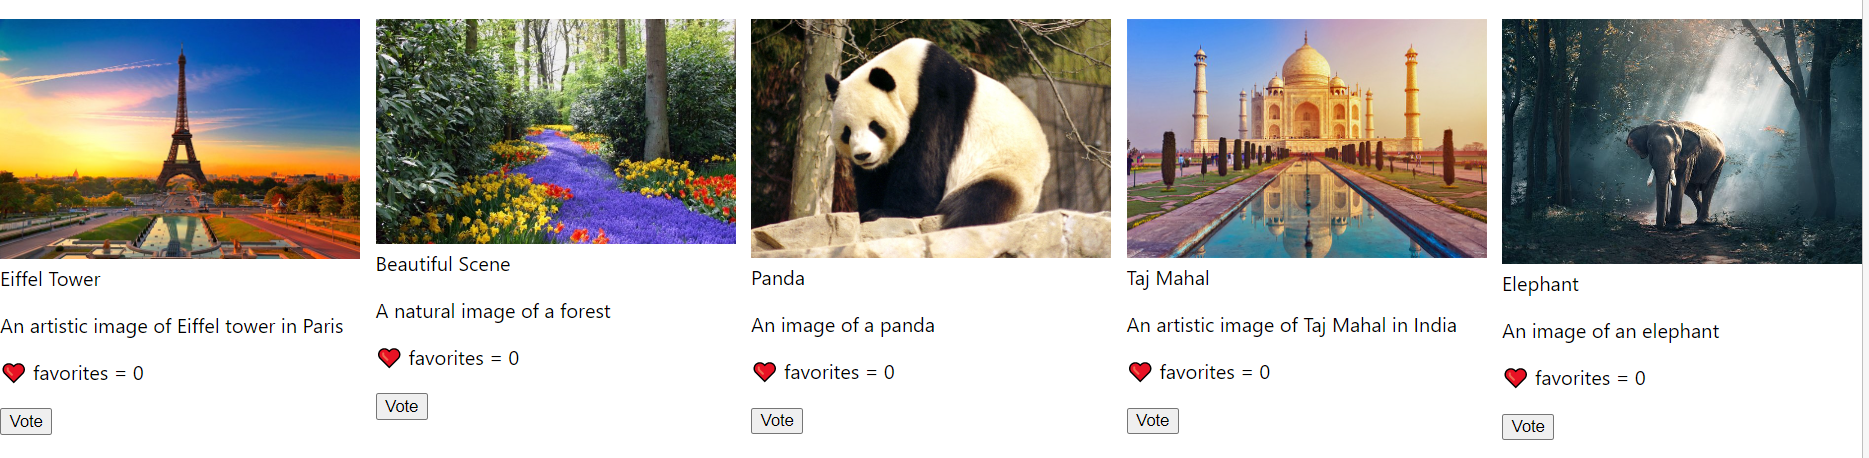 Eiffel Tower
An artistic image of Eiffel tower in Paris
❤️ favorites = 0
Vote
Beautiful Scene
A natural image of a forest
❤️ favorites = 0
Vote
Panda
An image of a panda
❤️ favorites = 0
Vote
Taj Mahal
An artistic image of Taj Mahal in India
❤️ favorites = 0
Vote
Elephant
An image of an elephant
❤️ favorites = 0
Vote